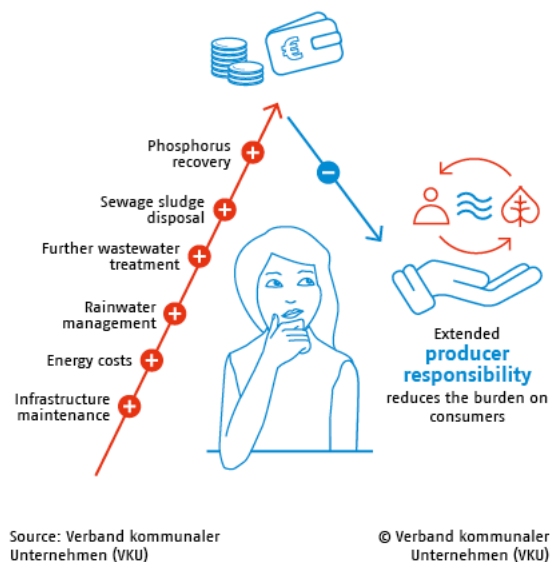 Phosphorus
recovery
Sewage sludge
disposal
Further wastewater
treatment
Rainwater
management
Energy costs
Infrastructure
maintenance
Extended
producer
responsibility
reduces the burden on
consumers
Source: Verband kommunaler
Unternehmen (VKU)
© Verband kommunaler
Unternehmen (VKU)